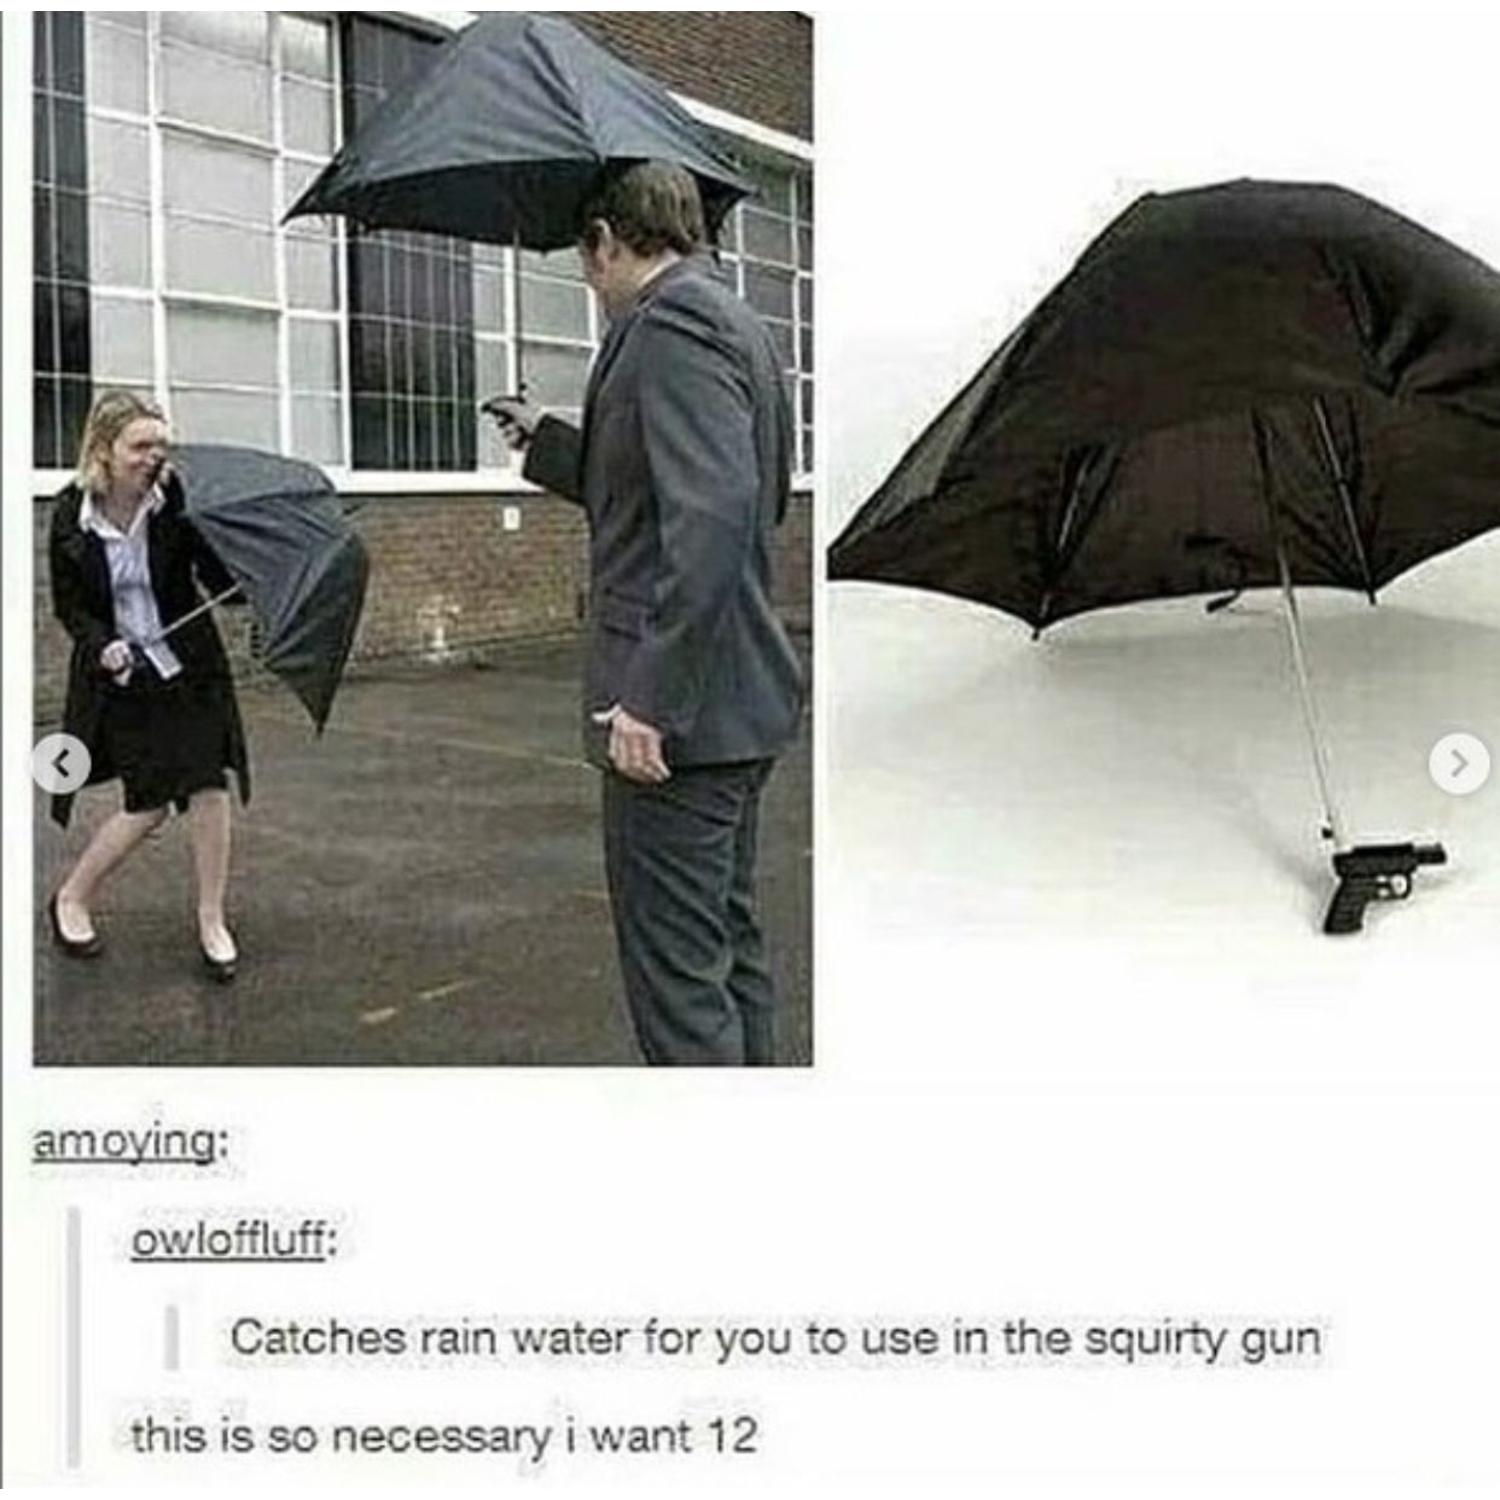 amoying:
owloffluff:
Catches rain water for you to use in the squirty gun
this is so necessary i want 12